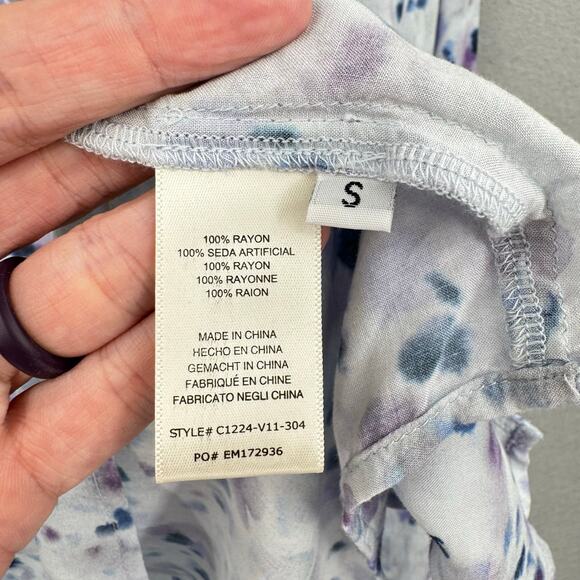 S
100% RAYON
100% SEDA ARTIFICIAL
100% RAYON
100% RAYONNE
100% RAION
MADE IN CHINA
HECHO EN CHINA
GEMACHT IN CHINA
FABRIQUÉ EN CHINE
FABRICATO NEGLI CHINA
STYLE# C1224-V11-304
PO# EM172936